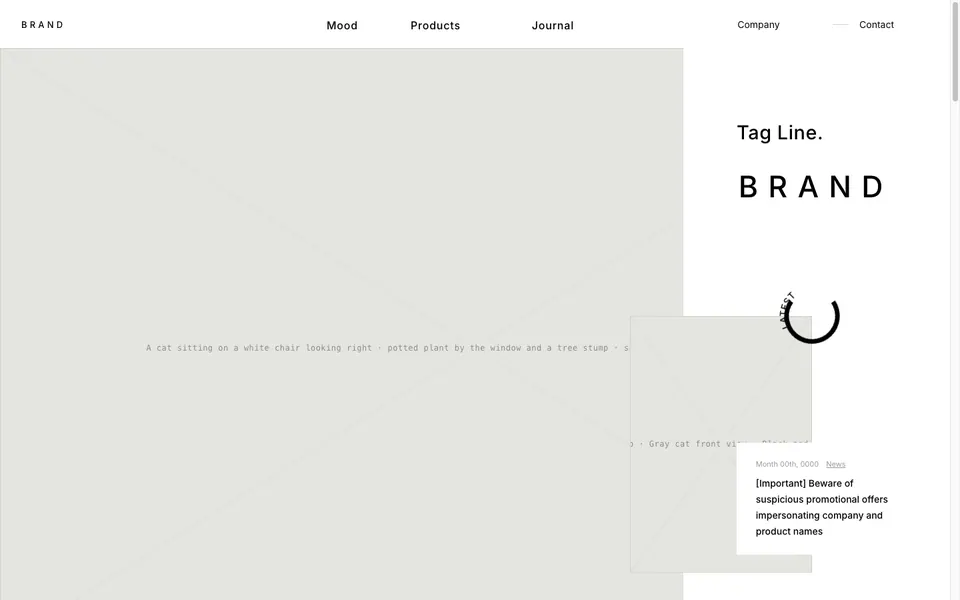 BRAND
Mood
Products
Journal
Company
Contact
Tag Line.
BRAND
LATEST
A cat sitting on a white chair looking right · potted plant by the window and a tree stump · s
· Gray cat front
Month 00th, 0000 News
[Important] Beware of
suspicious promotional offers
impersonating company and
product names